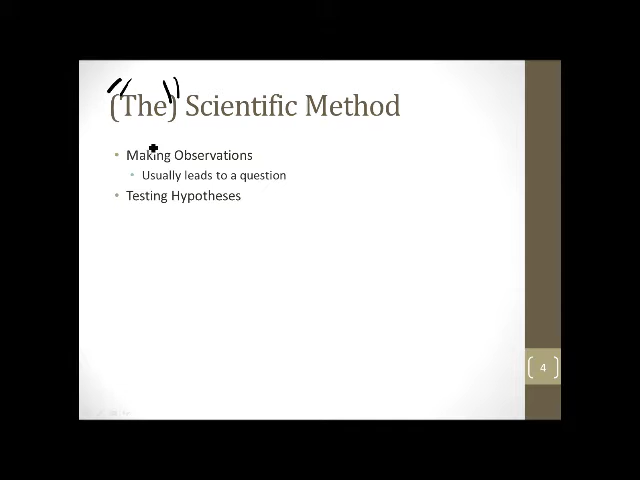 "(The)" Scientific Method
• Making Observations
• Usually leads to a question
• Testing Hypotheses
[ 4 ]